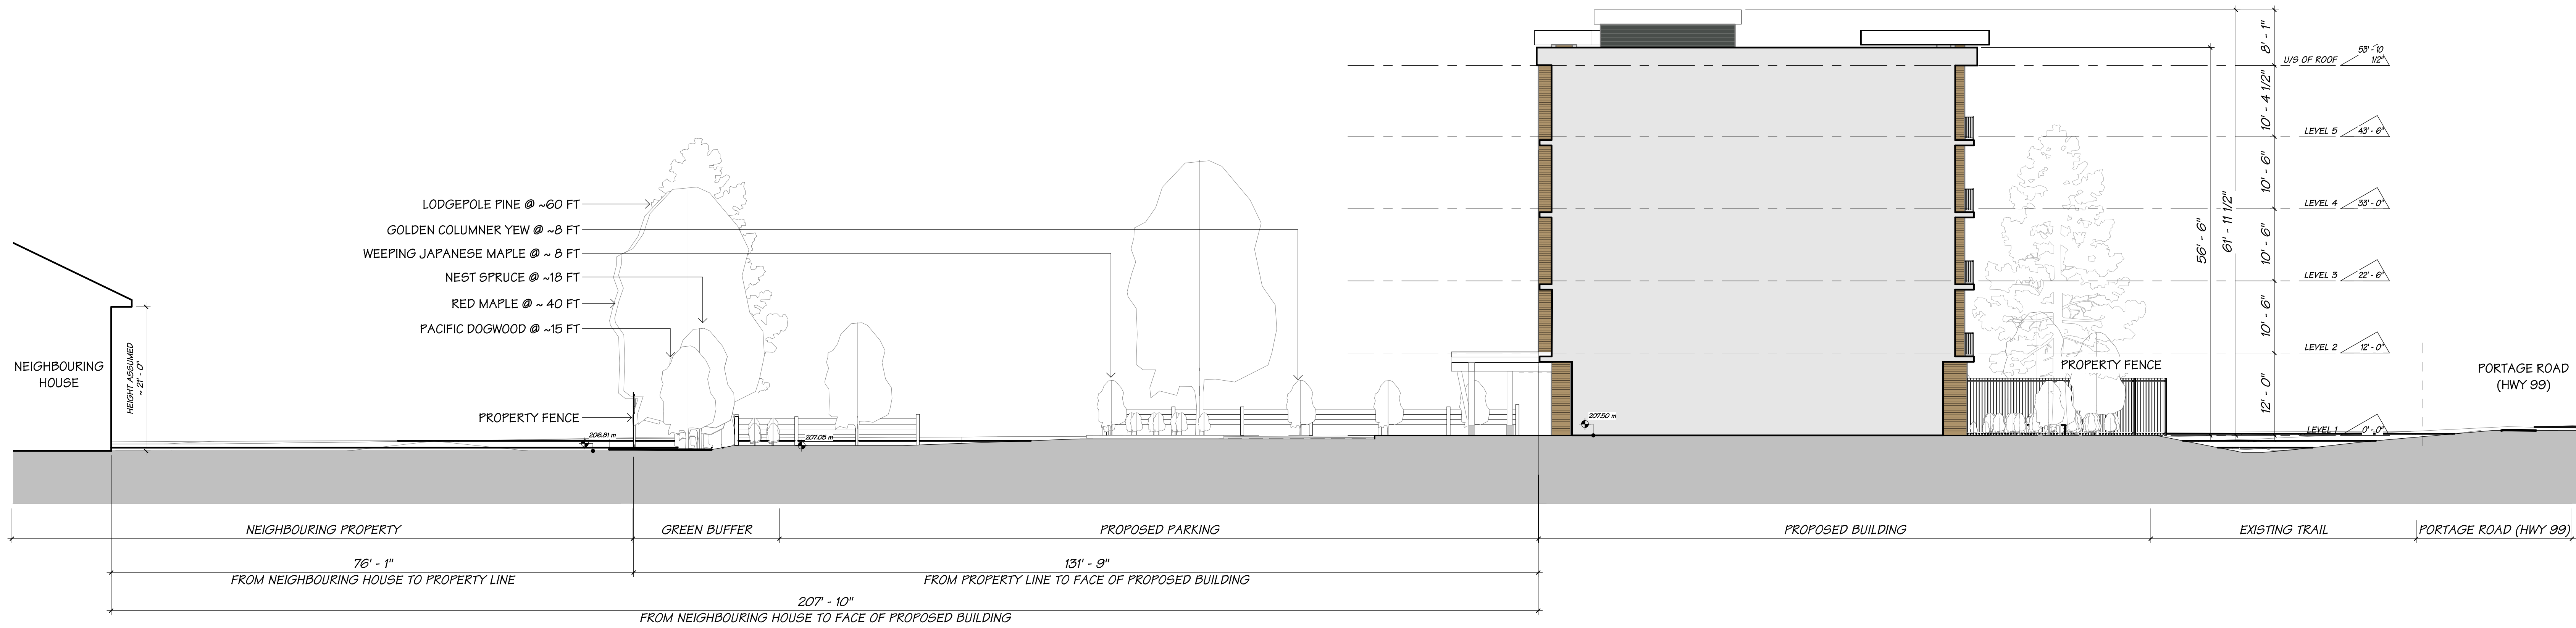 8' - 1"
53' - 10
U/S OF ROOF
1/2"
10' - 4 1/2"
LEVEL 5
43' - 6"
10' - 6"
LODGEPOLE PINE @ ~60 FT
LEVEL 4
33' - 0"
GOLDEN COLUMNER YEW @ ~8 FT
56' - 6"
61' - 11 1/2"
10' - 6"
WEEPING JAPANESE MAPLE @ ~ 8 FT
NEST SPRUCE @ ~18 FT
LEVEL 3
22' - 6"
RED MAPLE @ ~ 40 FT
10' - 6"
PACIFIC DOGWOOD @ ~15 FT
LEVEL 2
12' - 0"
NEIGHBOURING
HOUSE
HEIGHT ASSUMED
~ 21' - 0"
PROPERTY FENCE
PORTAGE ROAD
(HWY 99)
12' - 0"
PROPERTY FENCE
207.50 m
206.81 m
207.05 m
LEVEL 1
0' - 0"
NEIGHBOURING PROPERTY
GREEN BUFFER
PROPOSED PARKING
PROPOSED BUILDING
EXISTING TRAIL
PORTAGE ROAD (HWY 99)
76' - 1"
131' - 9"
FROM NEIGHBOURING HOUSE TO PROPERTY LINE
FROM PROPERTY LINE TO FACE OF PROPOSED BUILDING
207' - 10"
FROM NEIGHBOURING HOUSE TO FACE OF PROPOSED BUILDING